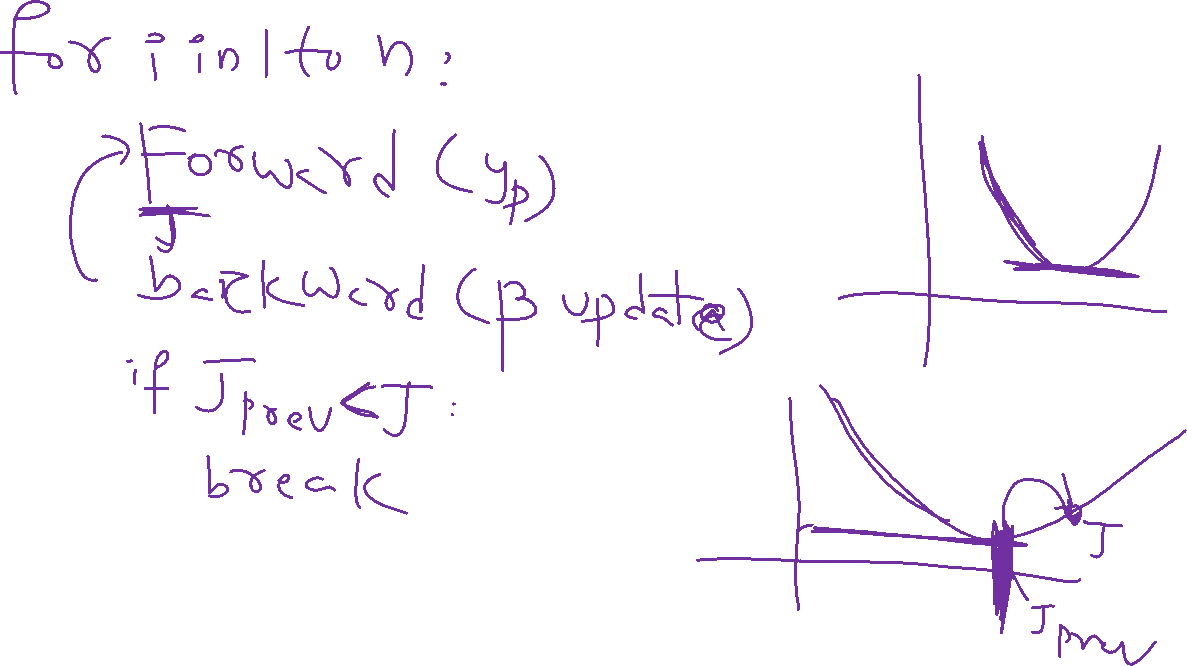 for i in 1 to n:
Forward (yp)
J
backward (β update)
if Jprev < J:
break
J
Jprev